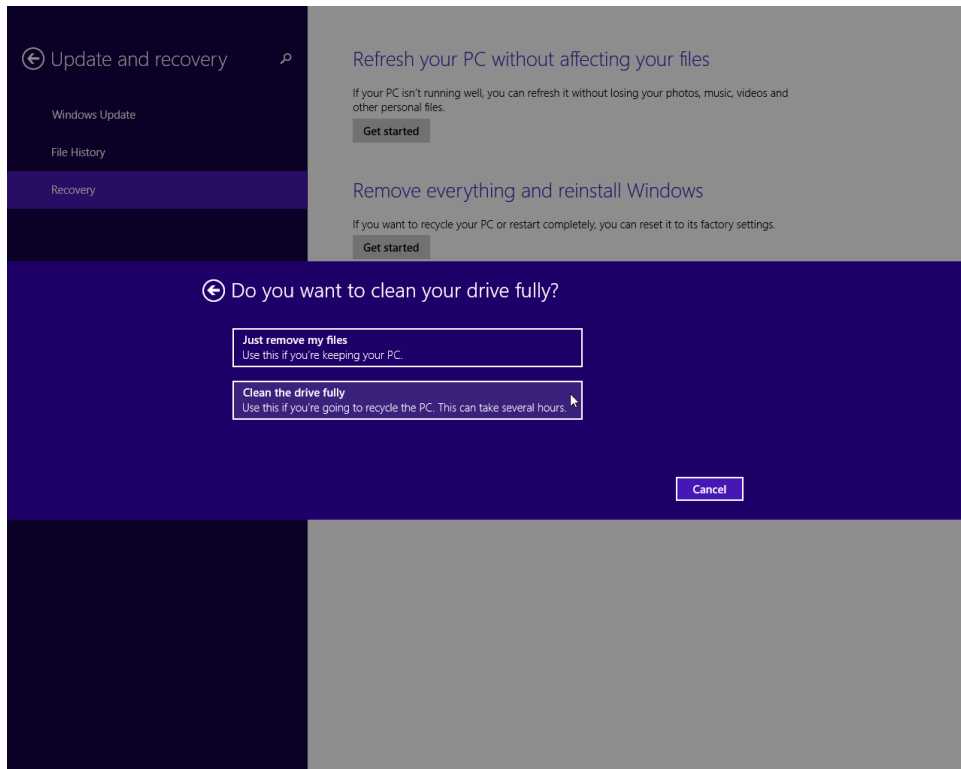 Update and recovery
Windows Update
File History
Recovery
Refresh your PC without affecting your files
If your PC isn't running well, you can refresh it without losing your photos, music, videos and
other personal files.
Get started
Remove everything and reinstall Windows
If you want to recycle your PC or restart completely, you can reset it to its factory settings.
Get started
Do you want to clean your drive fully?
Just remove my files
Use this if you're keeping your PC.
Clean the drive fully
Use this if you're going to recycle the PC. This can take several hours.
Cancel